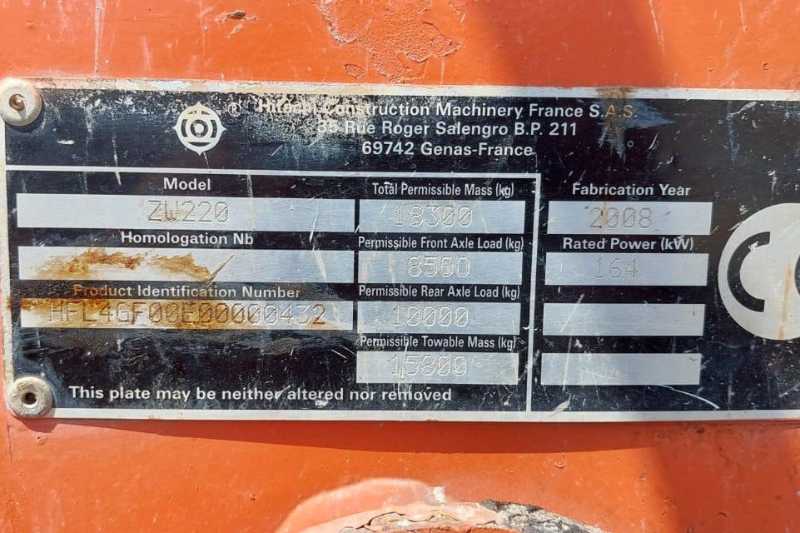 ® Hitachi Construction Machinery France S.A.S.
35 Rue Roger Salengro B.P. 211
69742 Genas-France
Model
ZW220
Homologation Nb
Product Identification Number
HFL46F00E00000432
Total Permissible Mass (kg)
18300
Permissible Front Axle Load (kg)
8500
Permissible Rear Axle Load (kg)
10000
Permissible Towable Mass (kg)
15800
Fabrication Year
2008
Rated Power (kW)
164
This plate may be neither altered nor removed